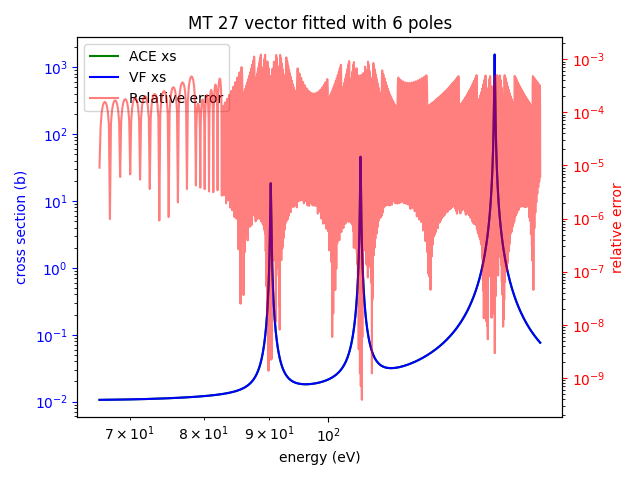 MT 27 vector fitted with 6 poles
ACE xs
VF xs
Relative error
cross section (b)
10³
10²
10¹
10⁰
10⁻¹
10⁻²
10⁻³
10⁻⁴
10⁻⁵
10⁻⁶
10⁻⁷
10⁻⁸
10⁻⁹
relative error
7 × 10¹ 8 × 10¹ 9 × 10¹ 10²
energy (eV)